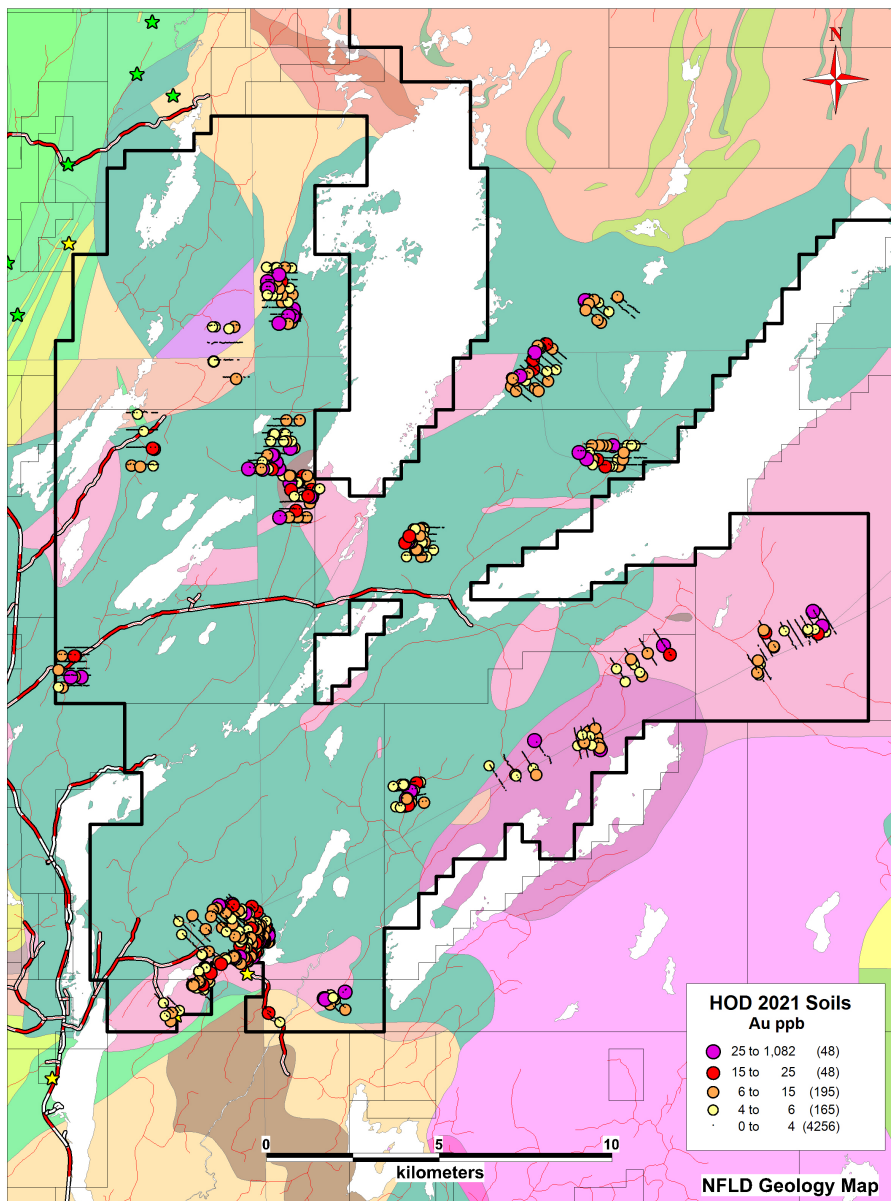 N
HOD 2021 Soils
Au ppb
25 to 1,082 (48)
15 to 25 (48)
6 to 15 (195)
4 to 6 (165)
0 to 4 (4256)
0 5 10
kilometers
NFLD Geology Map